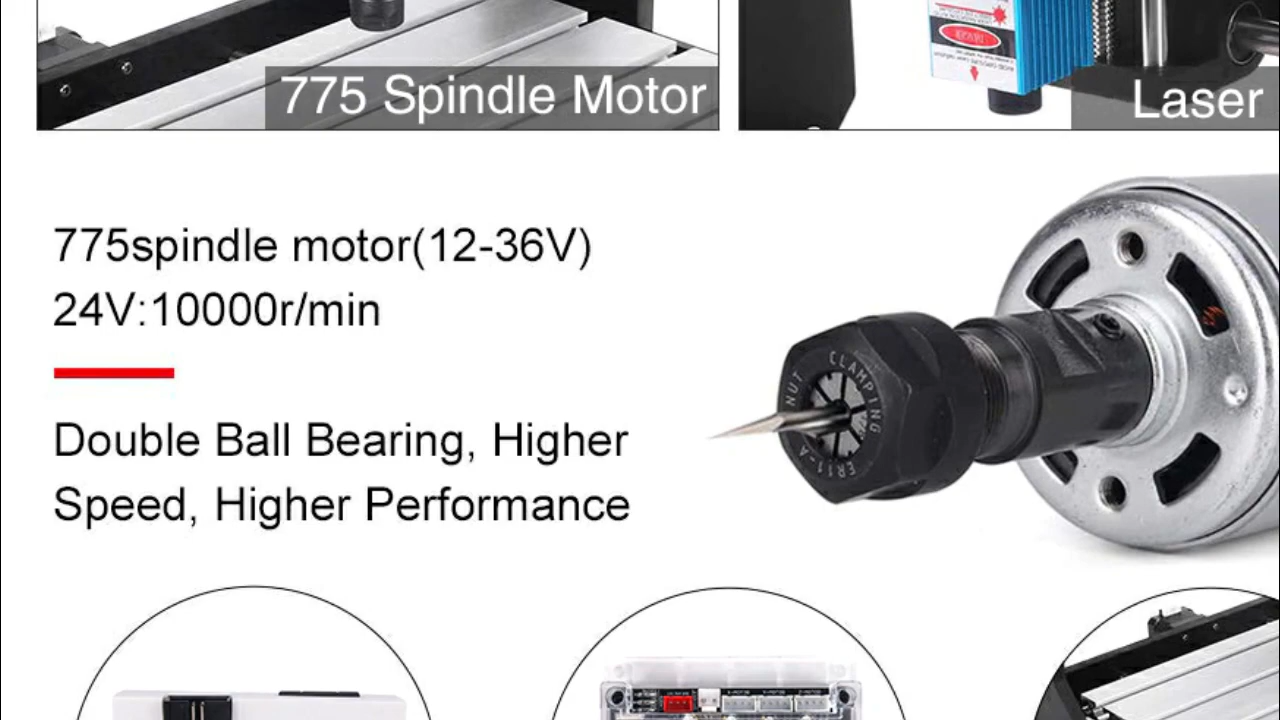 775 Spindle Motor
Laser
775spindle motor(12-36V)
24V:10000r/min
Double Ball Bearing, Higher
Speed, Higher Performance
CLAMPING
NUT
ER11-A